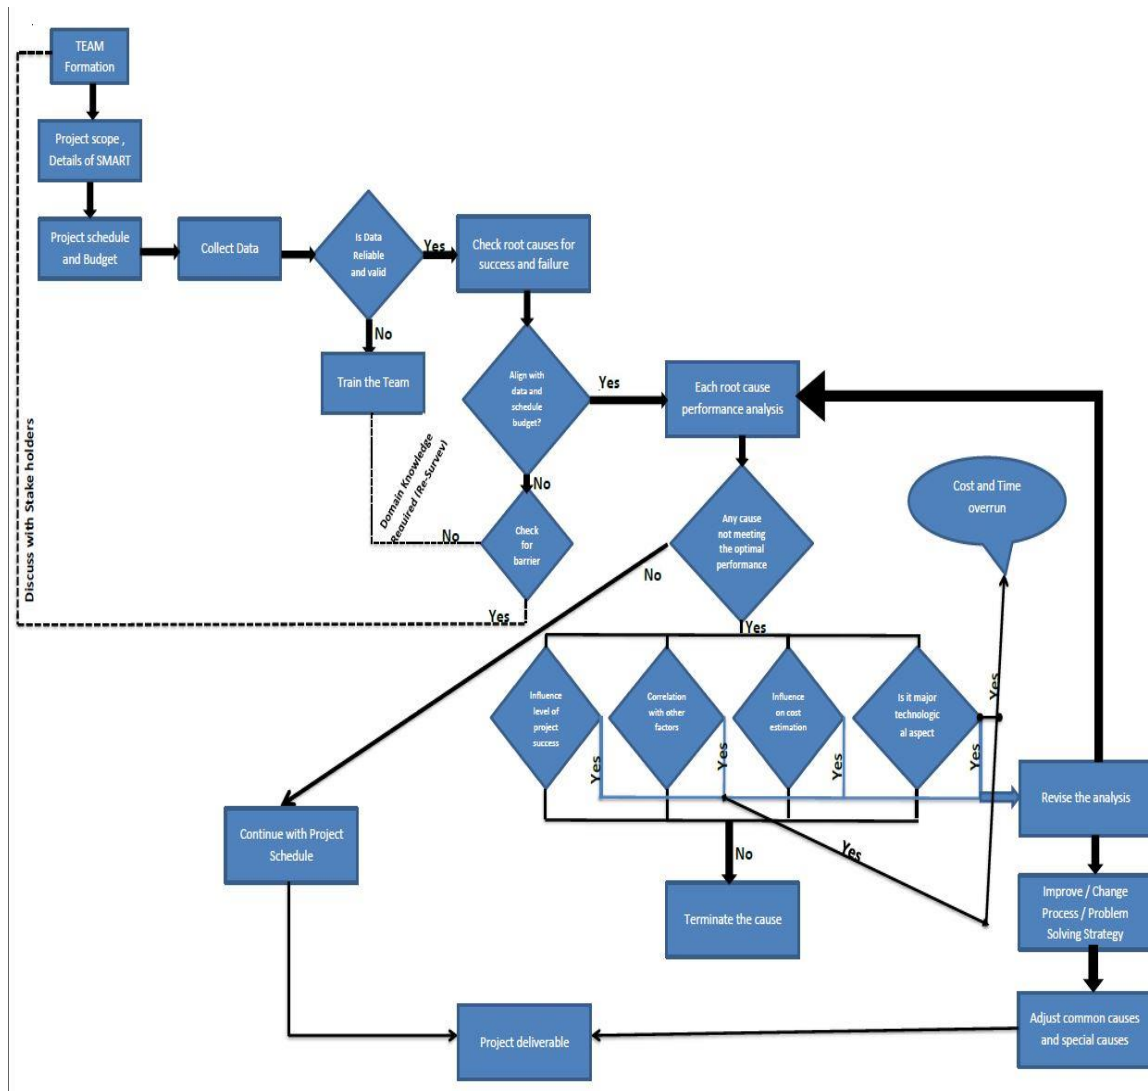 TEAM
Formation
Project scope ,
Details of SMART
Project schedule
and Budget
Collect Data
Is Data
Reliable
and valid
Yes
Check root causes for
success and failure
No
Train the Team
Align with
data and
schedule
budget?
Yes
Each root cause
performance analysis
Discuss with Stake holders
Domain Knowledge
Required (Re-Survey)
No
No
Check
for
barrier
Yes
Any cause
not meeting
the optimal
performance
No
Yes
Cost and Time
overrun
Influence
level of
project
success
Correlation
with other
factors
Influence
on cost
estimation
Is it major
technologic
al aspect
Yes
Yes
Yes
Yes
Yes
Revise the analysis
Continue with Project
Schedule
No
Yes
Terminate the cause
Improve / Change
Process / Problem
Solving Strategy
Adjust common causes
and special causes
Project deliverable